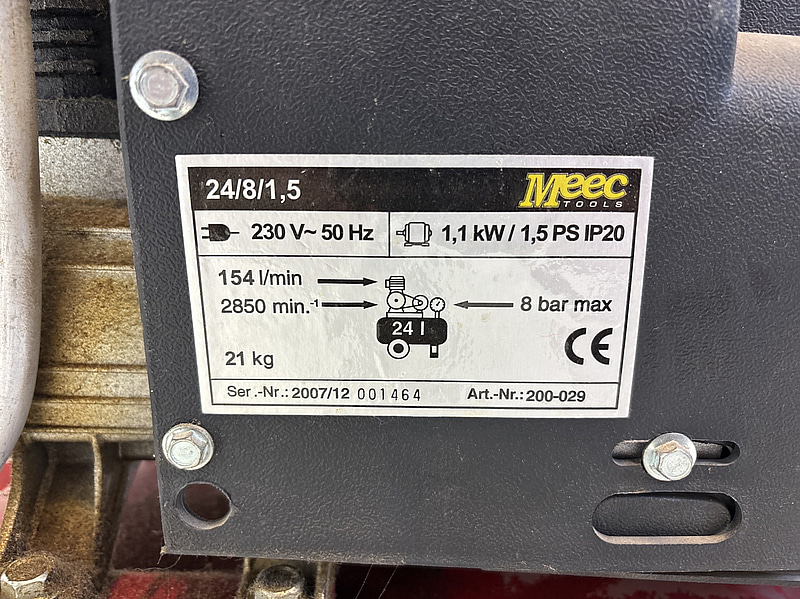 24/8/1,5 Meec TOOLS
230 V~ 50 Hz 1,1 kW / 1,5 PS IP20
154 l/min
2850 min.-1 8 bar max
24 l
CE
21 kg
Ser.-Nr.: 2007/12 001464 Art.-Nr.: 200-029